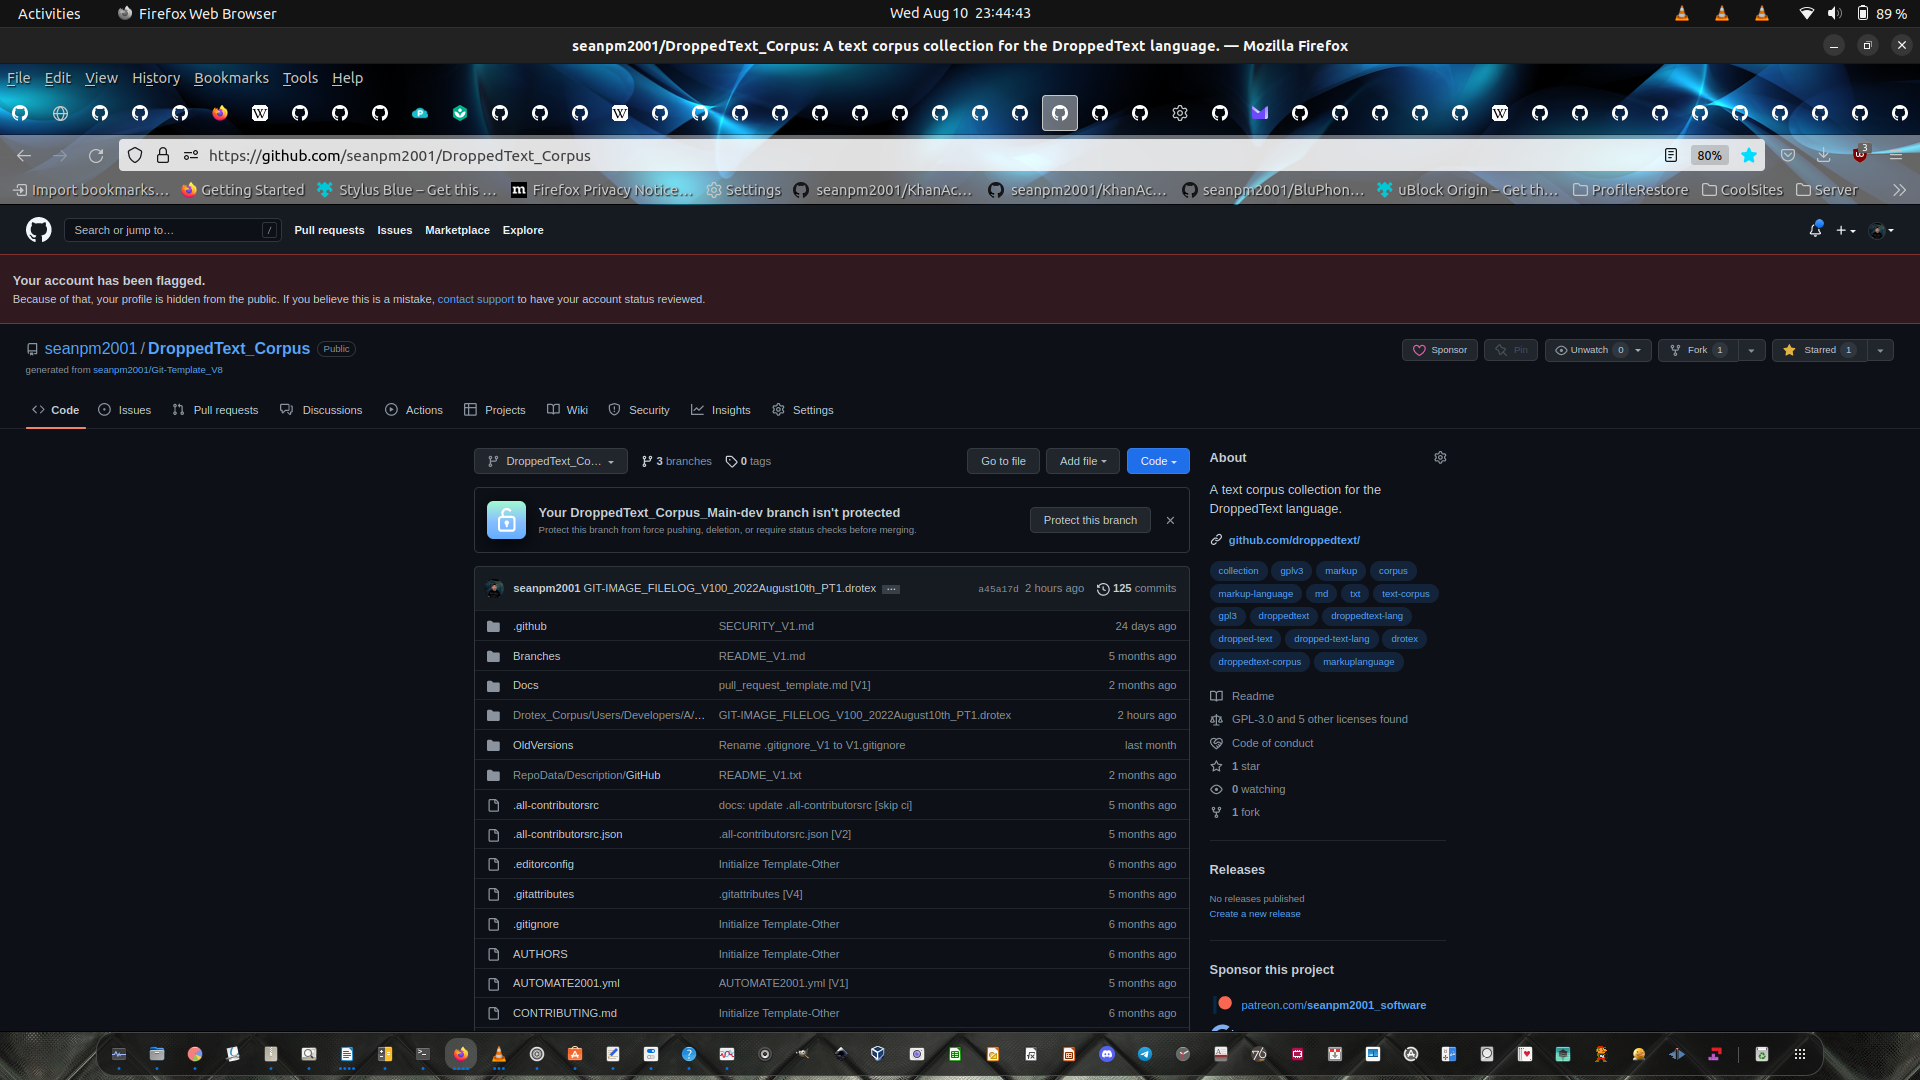 Activities Firefox Web Browser Wed Aug 10 23:44:43 89 %
seanpm2001/DroppedText_Corpus: A text corpus collection for the DroppedText language. — Mozilla Firefox
File Edit View History Bookmarks Tools Help
https://github.com/seanpm2001/DroppedText_Corpus 80% 3
Import bookmarks... Getting Started Stylus Blue – Get this ... Firefox Privacy Notice... Settings seanpm2001/KhanAc... seanpm2001/KhanAc... seanpm2001/BluPhon... uBlock Origin – Get th... ProfileRestore CoolSites Server
Search or jump to... / Pull requests Issues Marketplace Explore
Your account has been flagged.
Because of that, your profile is hidden from the public. If you believe this is a mistake, contact support to have your account status reviewed.
seanpm2001 / DroppedText_Corpus Public Sponsor Pin Unwatch 0 Fork 1 Starred 1
generated from seanpm2001/Git-Template_V8
Code Issues Pull requests Discussions Actions Projects Wiki Security Insights Settings
DroppedText_Co... 3 branches 0 tags Go to file Add file Code
Your DroppedText_Corpus_Main-dev branch isn't protected
Protect this branch from force pushing, deletion, or require status checks before merging.
Protect this branch
seanpm2001 GIT-IMAGE_FILELOG_V100_2022August10th_PT1.drotex ... a45a17d 2 hours ago 125 commits
.github SECURITY_V1.md 24 days ago
Branches README_V1.md 5 months ago
Docs pull_request_template.md [V1] 2 months ago
Drotex_Corpus/Users/Developers/A/... GIT-IMAGE_FILELOG_V100_2022August10th_PT1.drotex 2 hours ago
OldVersions Rename .gitignore_V1 to V1.gitignore last month
RepoData/Description/GitHub README_V1.txt 2 months ago
.all-contributorsrc docs: update .all-contributorsrc [skip ci] 5 months ago
.all-contributorsrc.json .all-contributorsrc.json [V2] 5 months ago
.editorconfig Initialize Template-Other 6 months ago
.gitattributes .gitattributes [V4] 5 months ago
.gitignore Initialize Template-Other 6 months ago
AUTHORS Initialize Template-Other 6 months ago
AUTOMATE2001.yml AUTOMATE2001.yml [V1] 5 months ago
CONTRIBUTING.md Initialize Template-Other 6 months ago
About
A text corpus collection for the
DroppedText language.
github.com/droppedtext/
collection gplv3 markup corpus
markup-language md txt text-corpus
gpl3 droppedtext droppedtext-lang
dropped-text dropped-text-lang drotex
droppedtext-corpus markuplanguage
Readme
GPL-3.0 and 5 other licenses found
Code of conduct
1 star
0 watching
1 fork
Releases
No releases published
Create a new release
Sponsor this project
patreon.com/seanpm2001_software